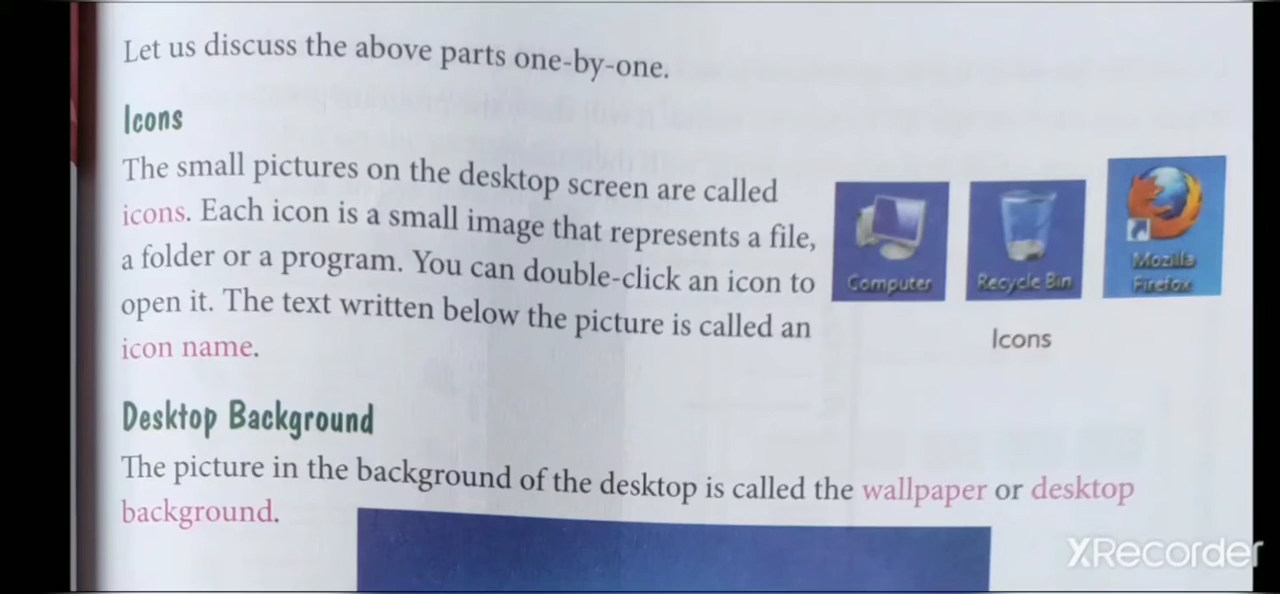 Let us discuss the above parts one-by-one.
Icons
The small pictures on the desktop screen are called
icons. Each icon is a small image that represents a file,
a folder or a program. You can double-click an icon to
open it. The text written below the picture is called an
icon name.
Computer
Recycle Bin
Mozilla
Firefox
Icons
Desktop Background
The picture in the background of the desktop is called the wallpaper or desktop
background.
XRecorder